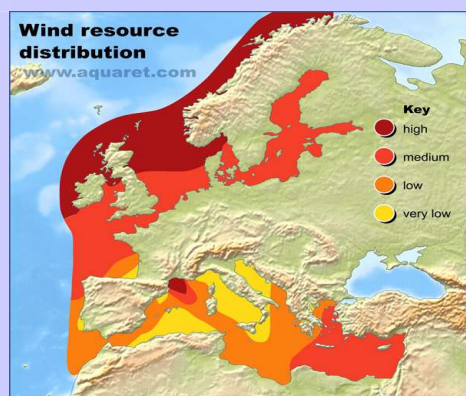 Wind resource
distribution
www.aquaret.com
Key
high
medium
low
very low